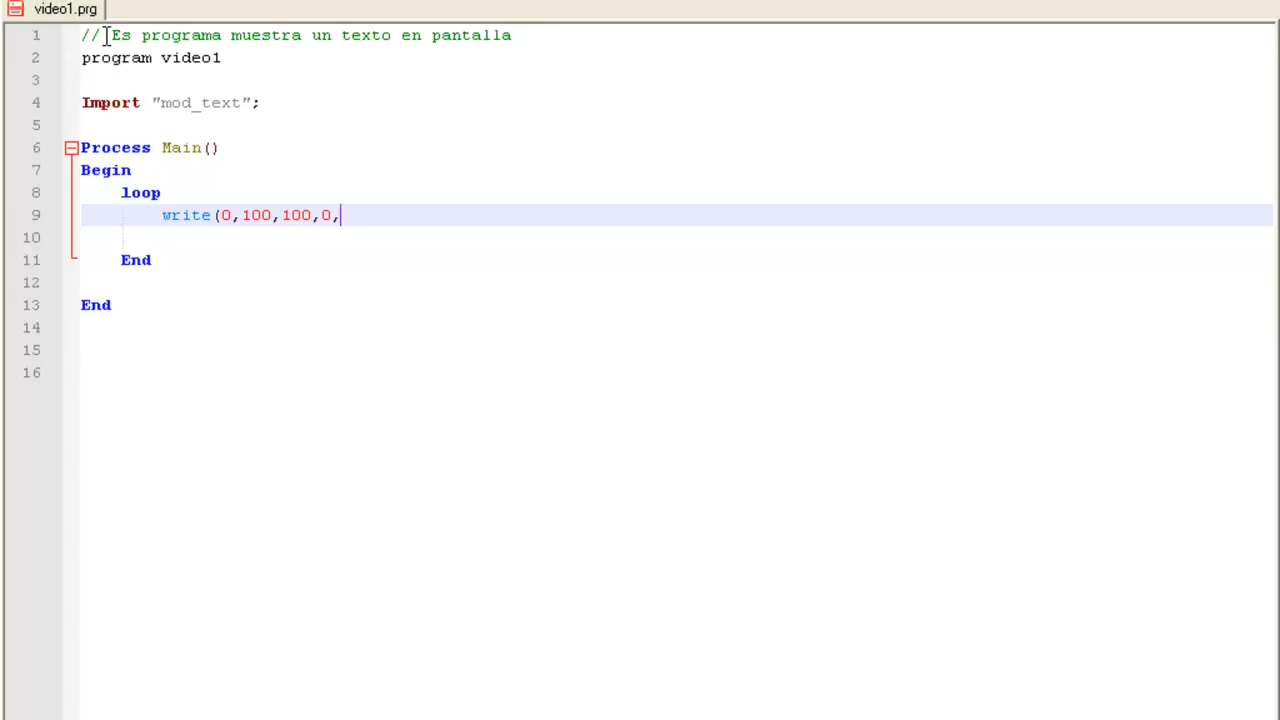 video1.prg
1 // Es programa muestra un texto en pantalla
2 program video1
3
4 Import "mod_text";
5
6 Process Main()
7 Begin
8 loop
9 write(0,100,100,0,
10
11 End
12
13 End
14
15
16